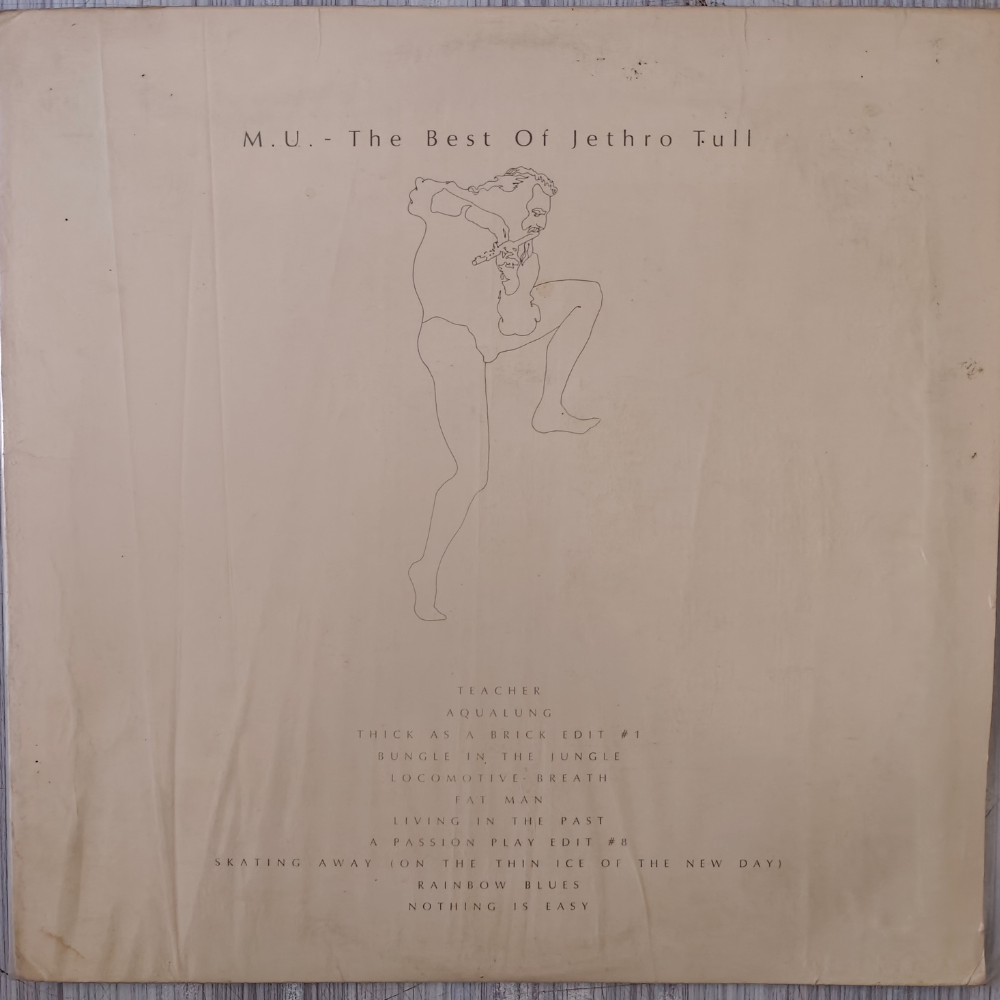 M.U. - The Best Of Jethro Tull
TEACHER
AQUALUNG
THICK AS A BRICK EDIT #1
BUNGLE IN THE JUNGLE
LOCOMOTIVE BREATH
FAT MAN
LIVING IN THE PAST
A PASSION PLAY EDIT #8
SKATING AWAY (ON THE THIN ICE OF THE NEW DAY)
RAINBOW BLUES
NOTHING IS EASY